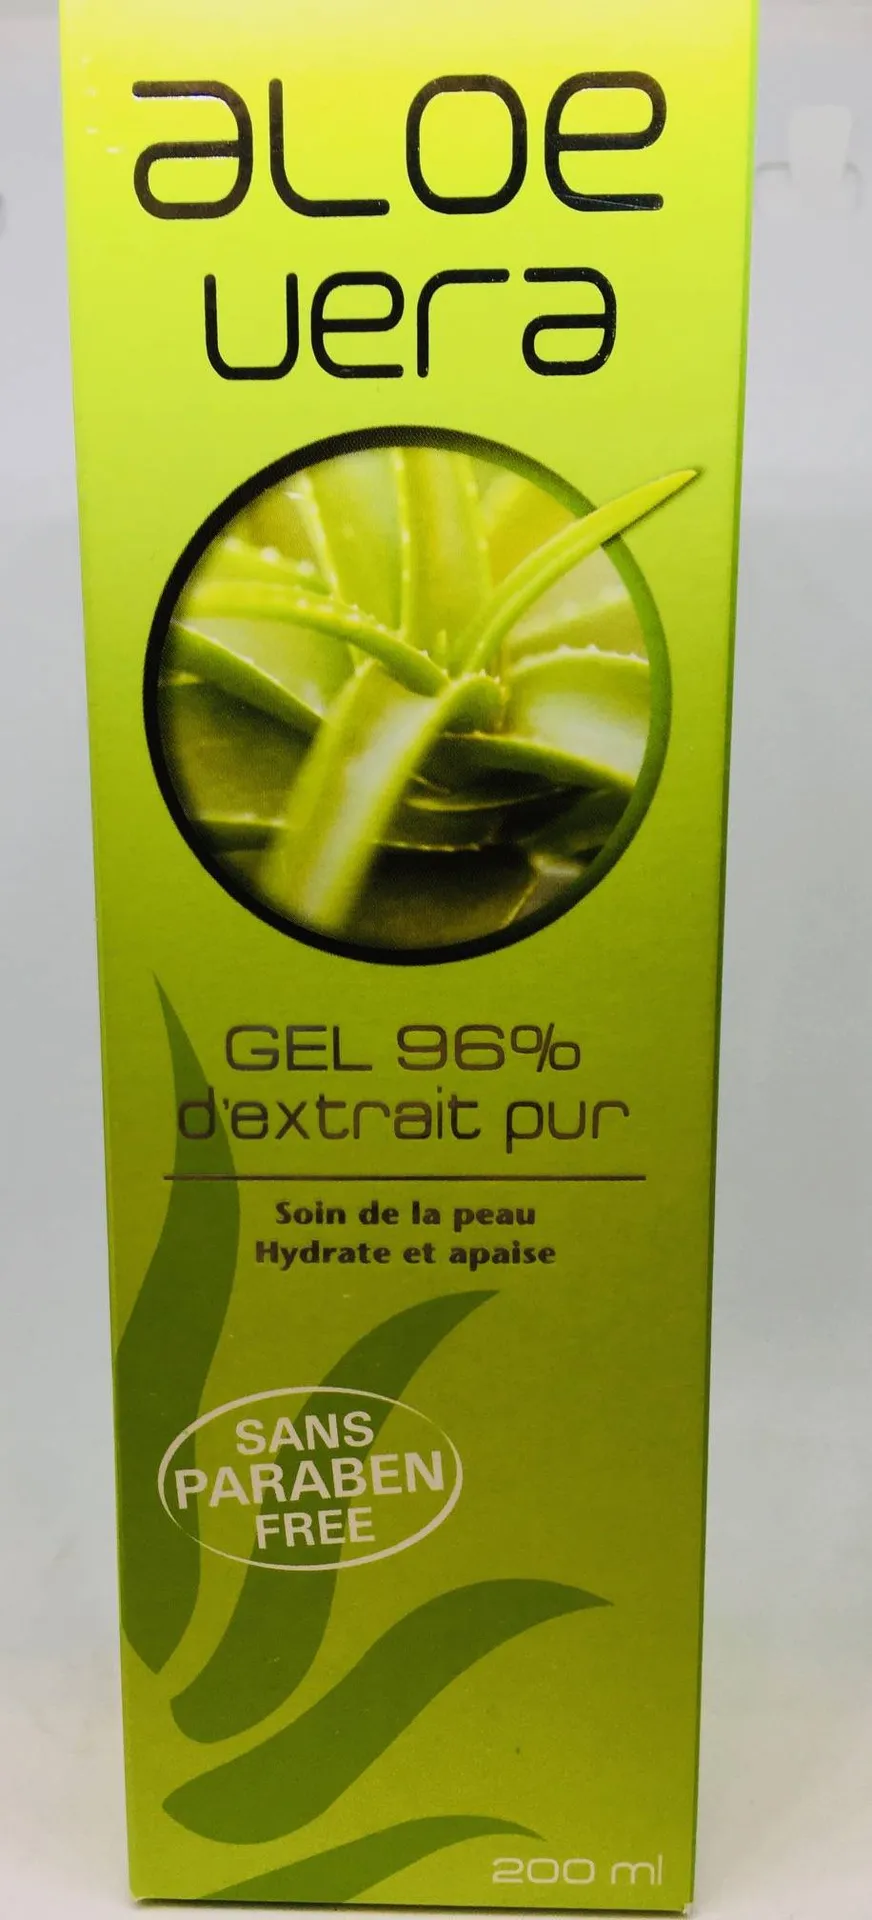 aLoe
vera
GEL 96%
d'extrait pur
Soin de la peau
Hydrate et apaise
SANS
PARABEN
FREE
200 ml